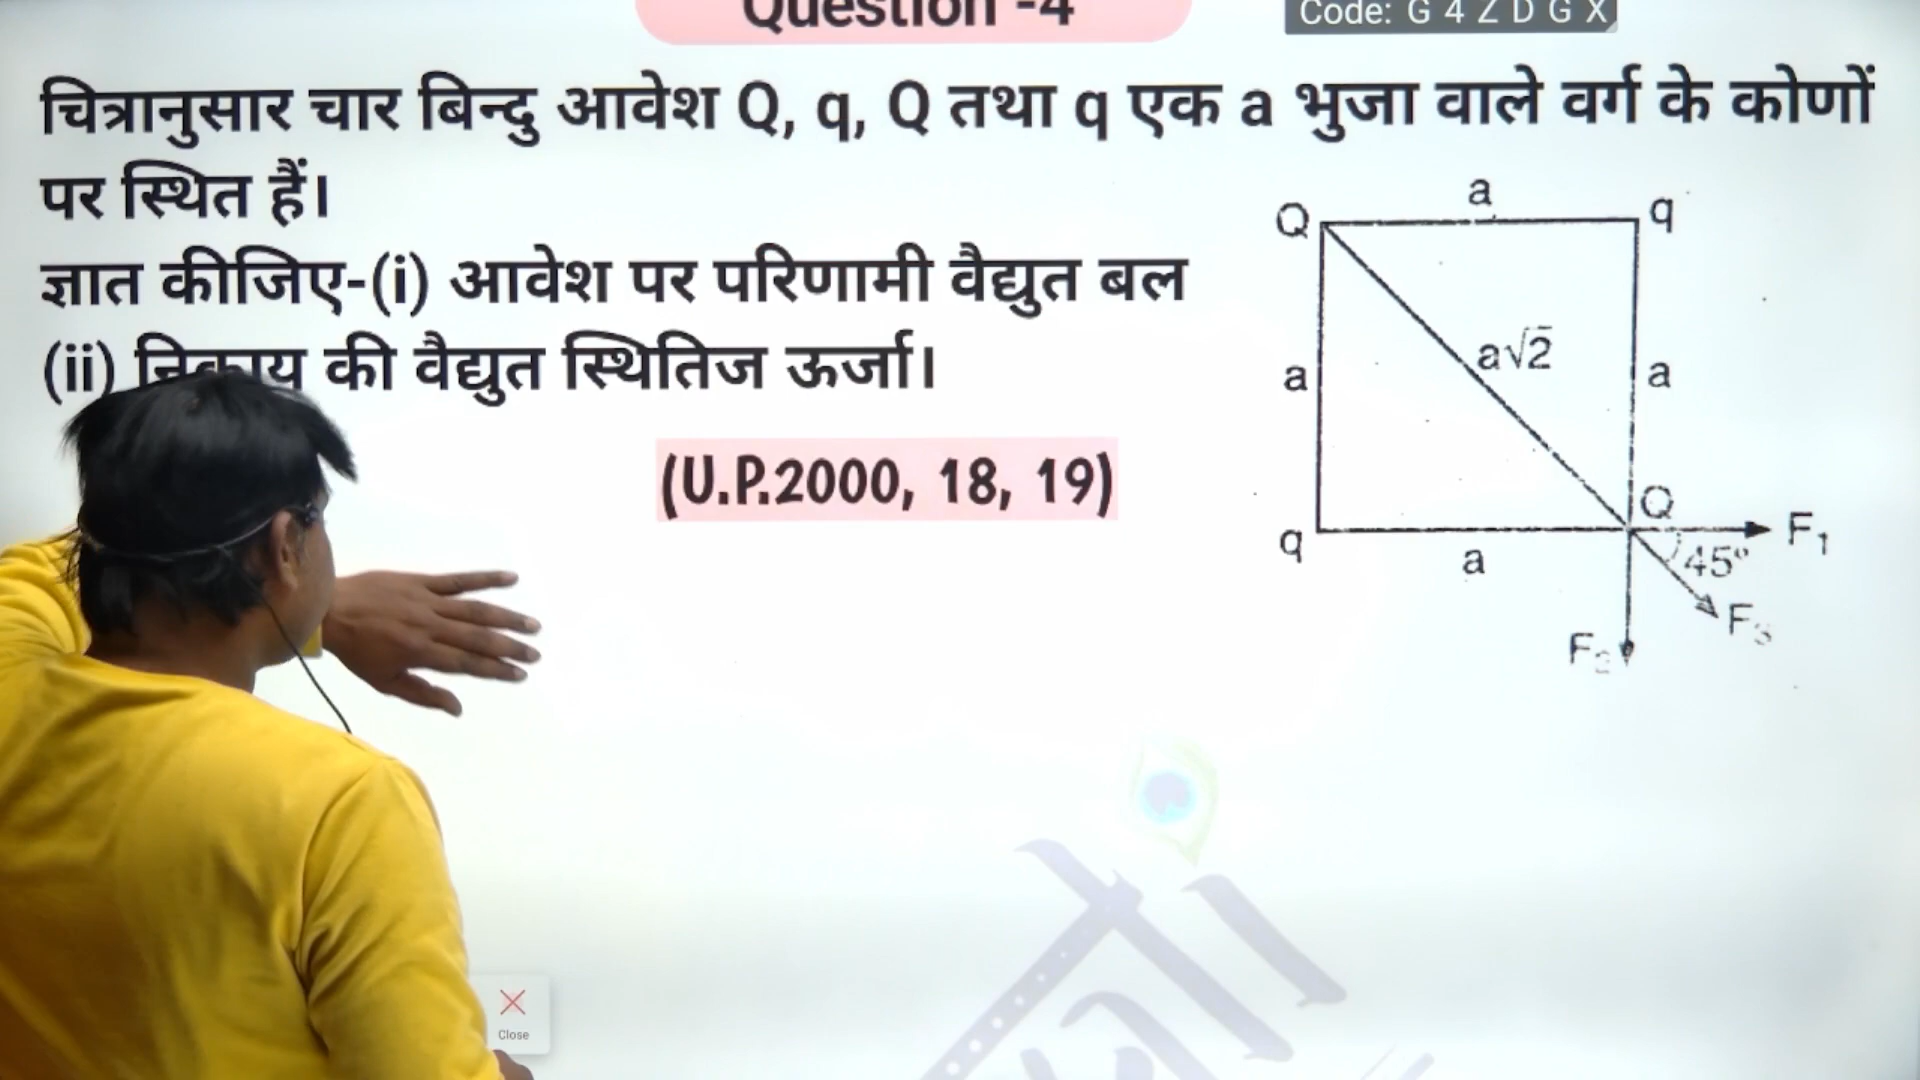 Question -4
Code: G 4 Z D G X
चित्रानुसार चार बिन्दु आवेश Q, q, Q तथा q एक a भुजा वाले वर्ग के कोणों
पर स्थित हैं।
ज्ञात कीजिए-(i) आवेश पर परिणामी वैद्युत बल
(ii) निकाय की वैद्युत स्थितिज ऊर्जा।
(U.P.2000, 18, 19)
a
Q
q
a√2
a
a
Q
F₁
q
a
45º
F₃
F₂
Close